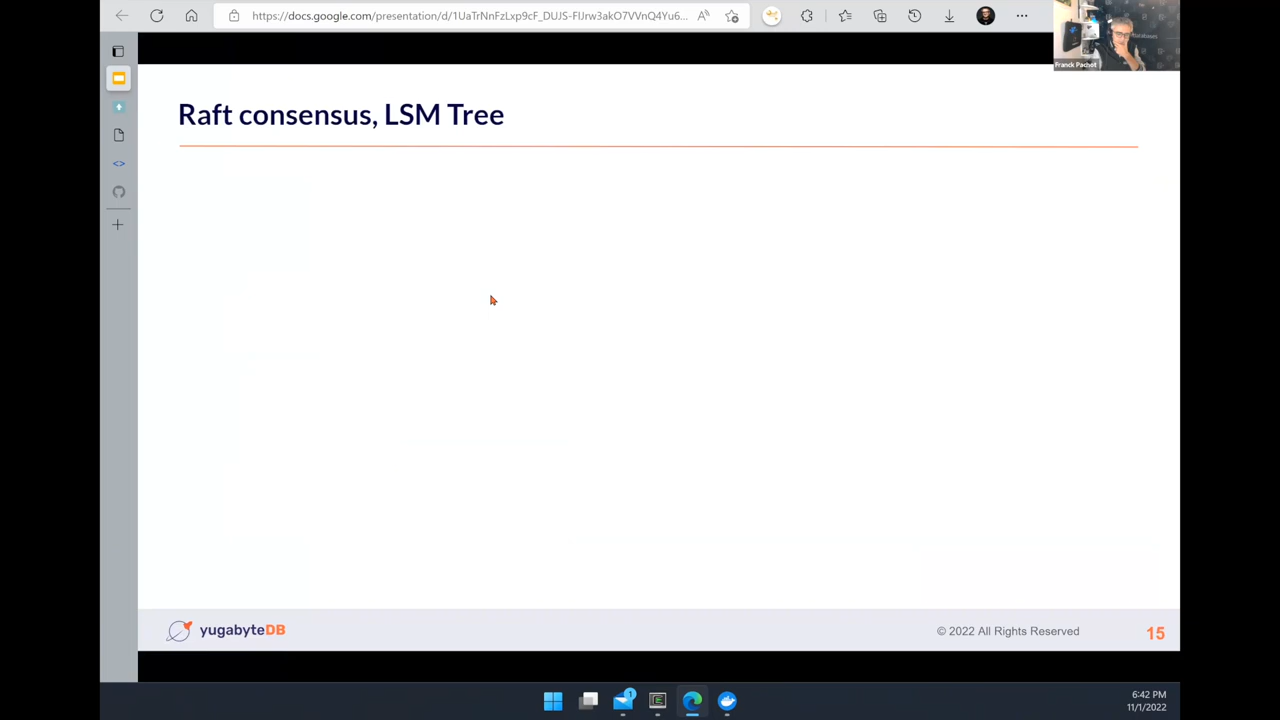 https://docs.google.com/presentation/d/1UaTrNnFzLxp9cF_DUJS-FIJrw3akO7VVnQ4Yu6...
Franck Pachot
Raft consensus, LSM Tree
yugabyteDB
© 2022 All Rights Reserved
15
1
6:42 PM
11/1/2022